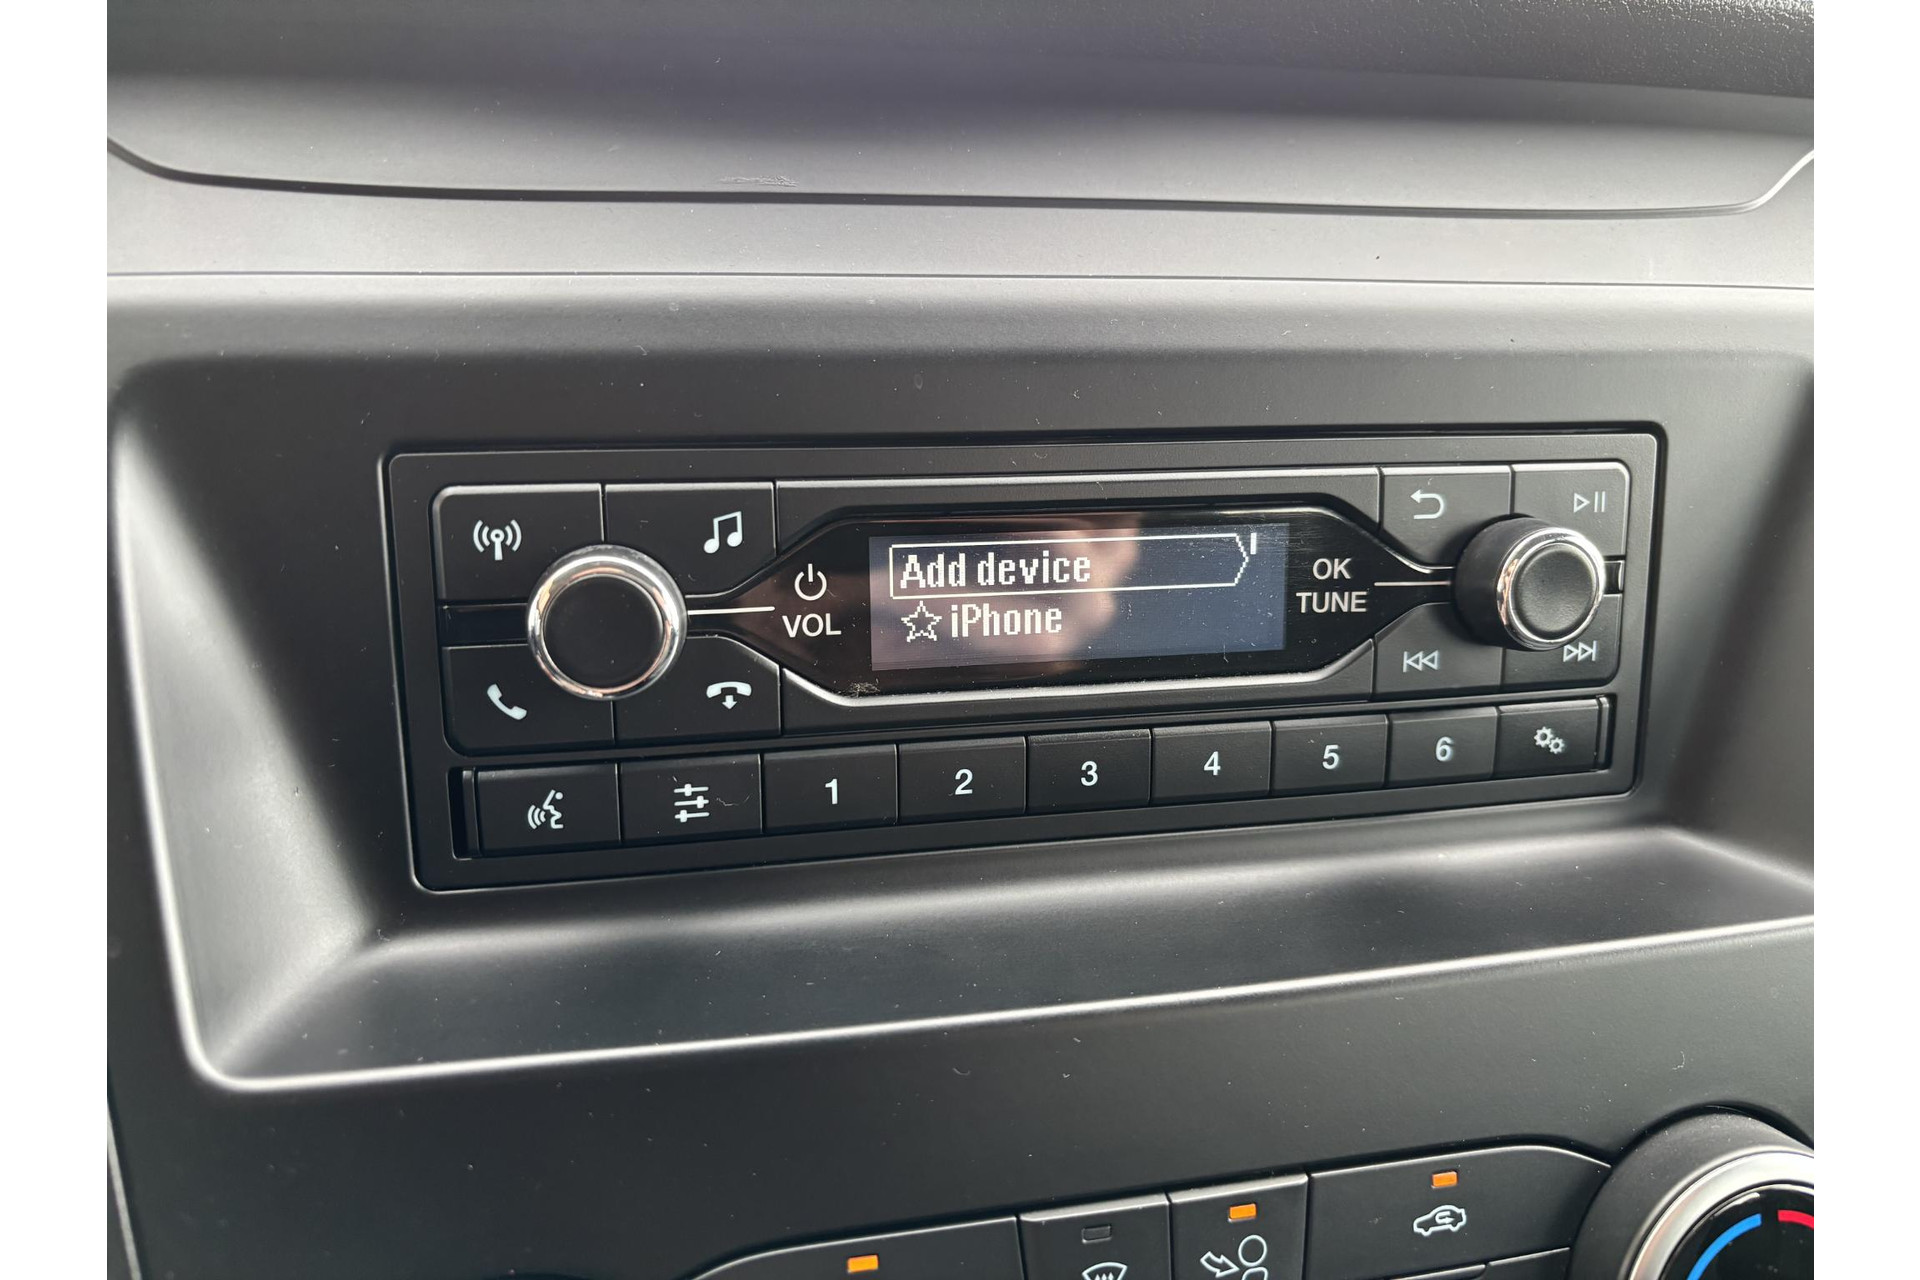 Add device
iPhone
VOL
OK
TUNE
1 2 3 4 5 6